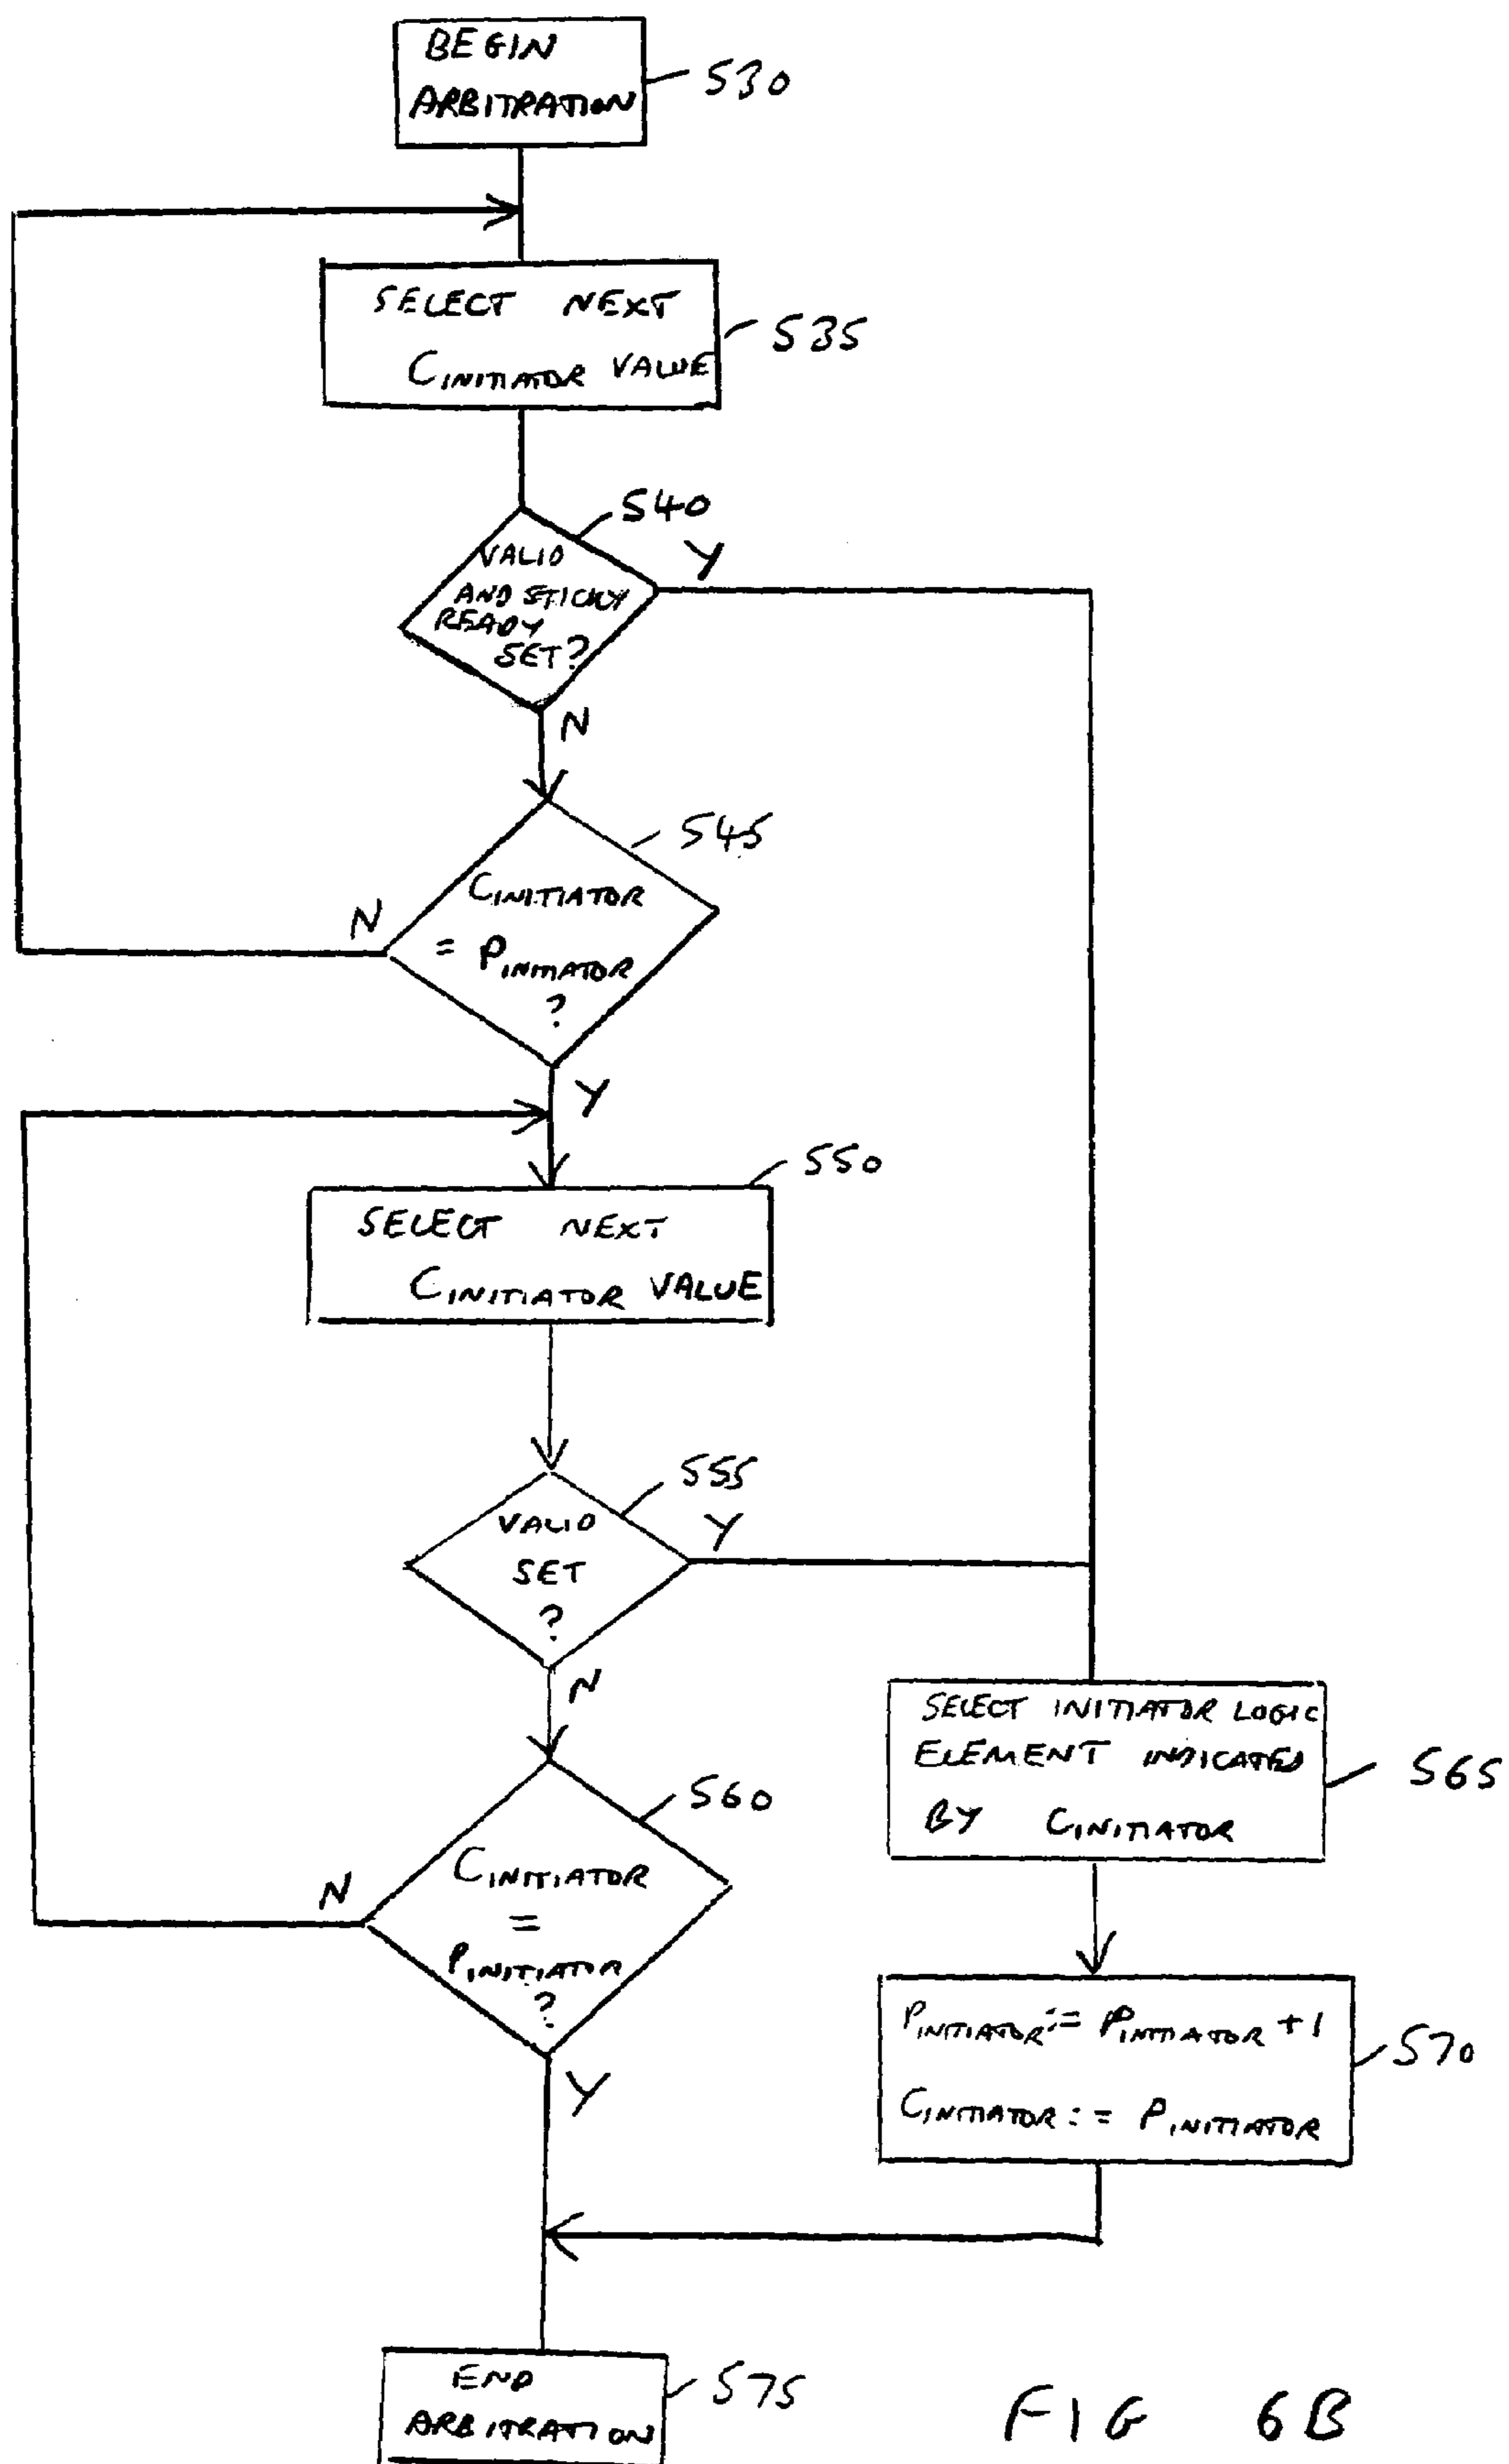 BEGIN
ARBITRATION
530
SELECT NEXT
CINITIATOR VALUE
535
540
VALID
AND STICKY
READY
SET?
Y
N
545
CINITIATOR
= PINITIATOR
?
N
Y
550
SELECT NEXT
CINITIATOR VALUE
555
VALID
SET
?
Y
N
560
CINITIATOR
=
PINITIATOR
?
N
Y
SELECT INITIATOR LOGIC
ELEMENT INDICATED
BY CINITIATOR
565
PINITIATOR := PINITIATOR +1
CINITIATOR := PINITIATOR
570
END
ARBITRATION
575
FIG 6B